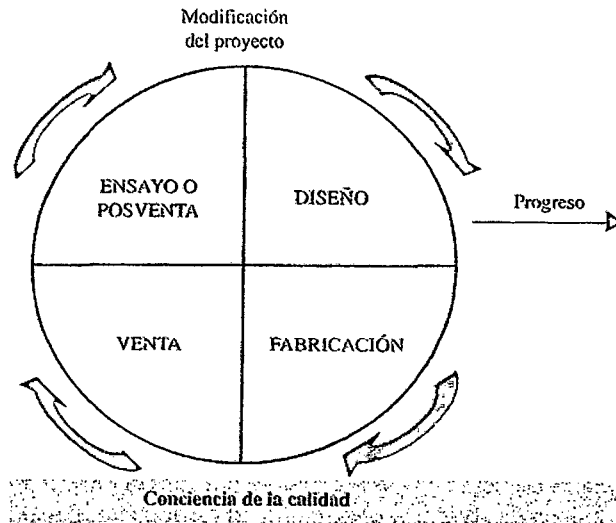 Modificación
del proyecto
ENSAYO O
POSVENTA
DISEÑO
Progreso
VENTA
FABRICACIÓN
Conciencia de la calidad